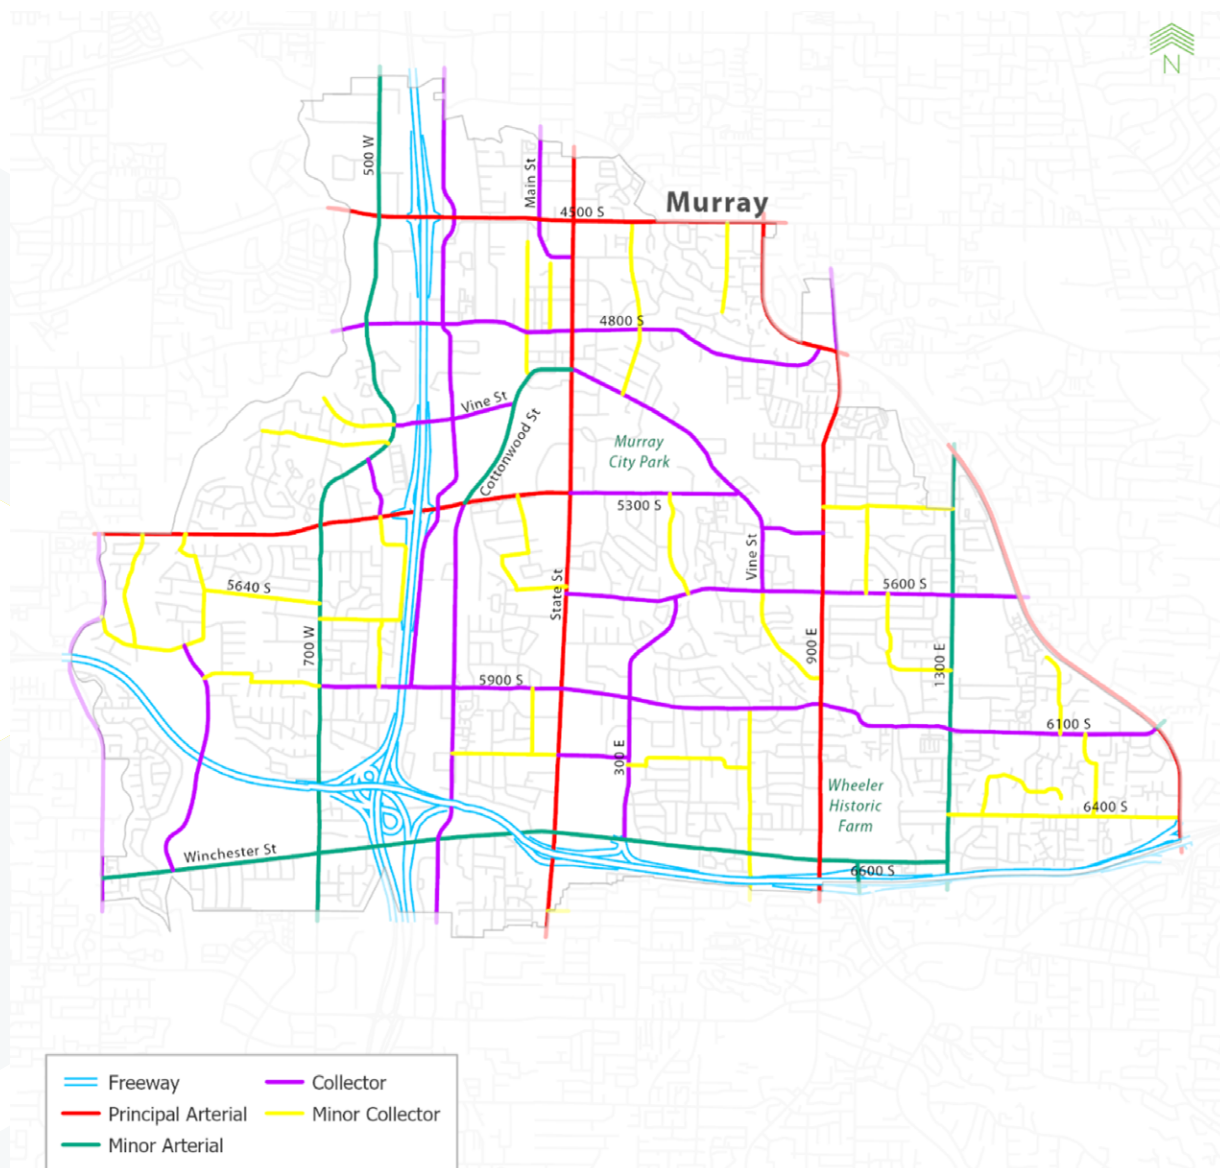 N
500 W
Main St
Murray
4500 S
4800 S
Vine St
Cottonwood St
Murray
City Park
5300 S
Vine St
State St
5640 S
5600 S
700 W
900 E
1300 E
5900 S
6100 S
300 E
Wheeler
Historic
Farm
6400 S
Winchester St
6600 S
Freeway
Collector
Principal Arterial
Minor Collector
Minor Arterial